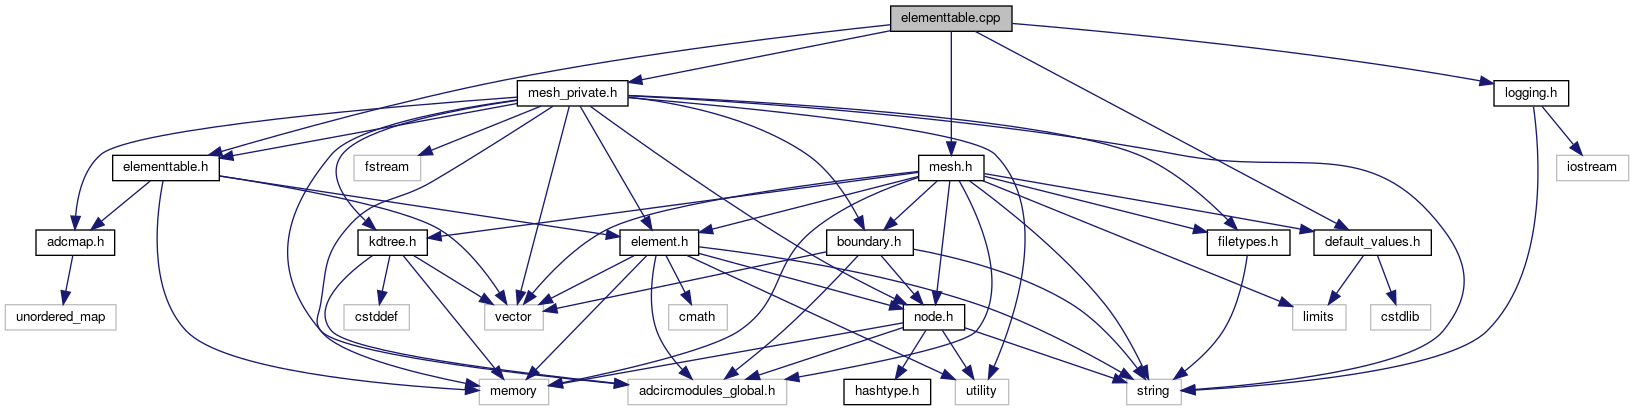 elementtable.cpp
mesh_private.h
logging.h
elementtable.h
fstream
mesh.h
iostream
adcmap.h
kdtree.h
element.h
boundary.h
filetypes.h
default_values.h
unordered_map
cstddef
vector
cmath
node.h
limits
cstdlib
memory
adcircmodules_global.h
hashtype.h
utility
string